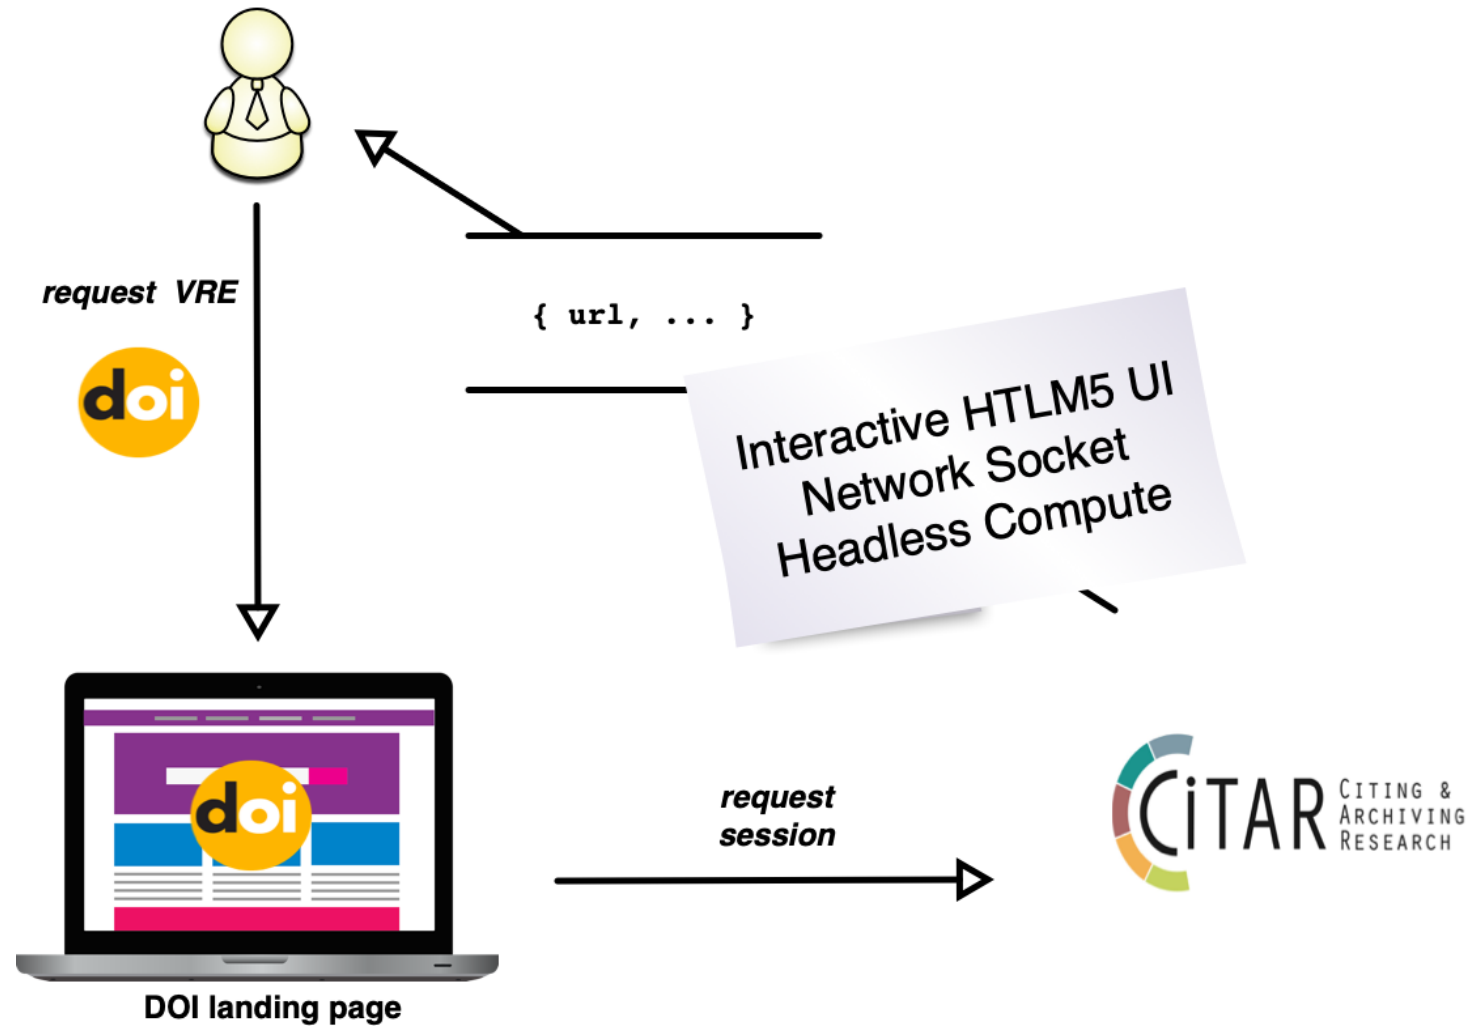 request VRE
doi
{ url, ... }
Interactive HTLM5 UI
Network Socket
Headless Compute
doi
request
session
CiTAR
CITING &
ARCHIVING
RESEARCH
DOI landing page